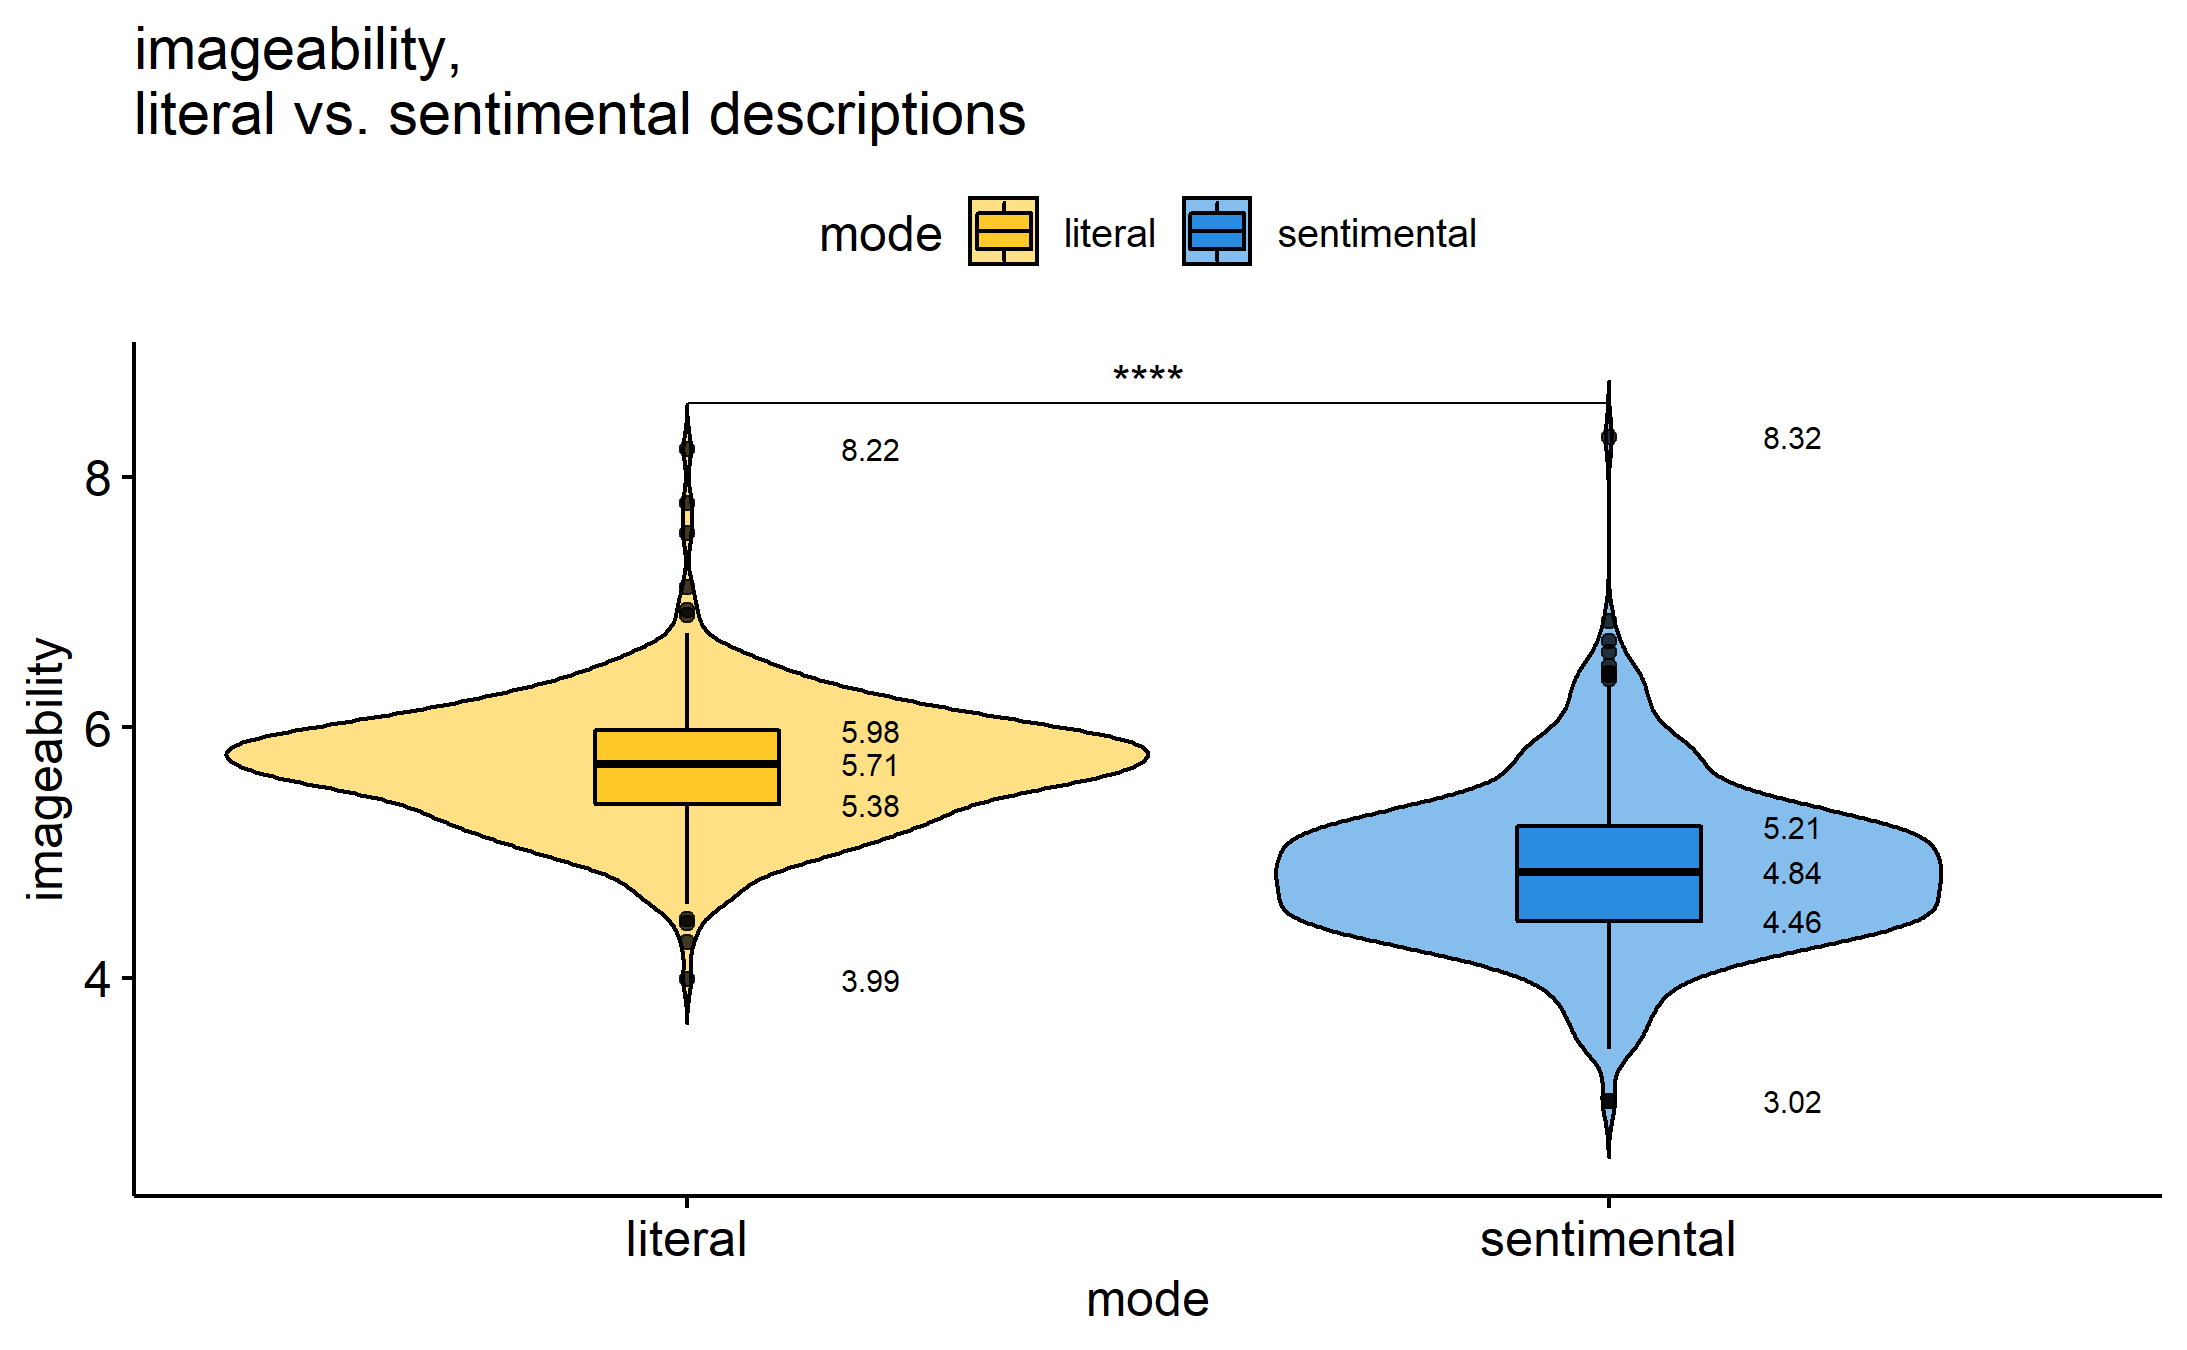 imageability,
literal vs. sentimental descriptions
mode literal sentimental
****
8.22
8.32
8
imageability
6
5.98
5.71
5.38
5.21
4.84
4.46
4
3.99
3.02
literal sentimental
mode